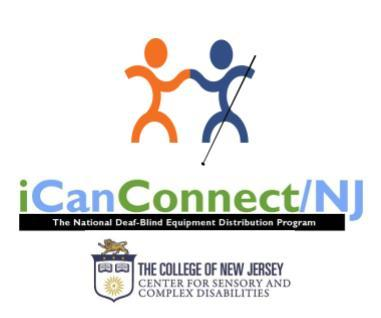 iCanConnect/NJ
The National Deaf-Blind Equipment Distribution Program
THE COLLEGE OF NEW JERSEY
CENTER FOR SENSORY AND
COMPLEX DISABILITIES